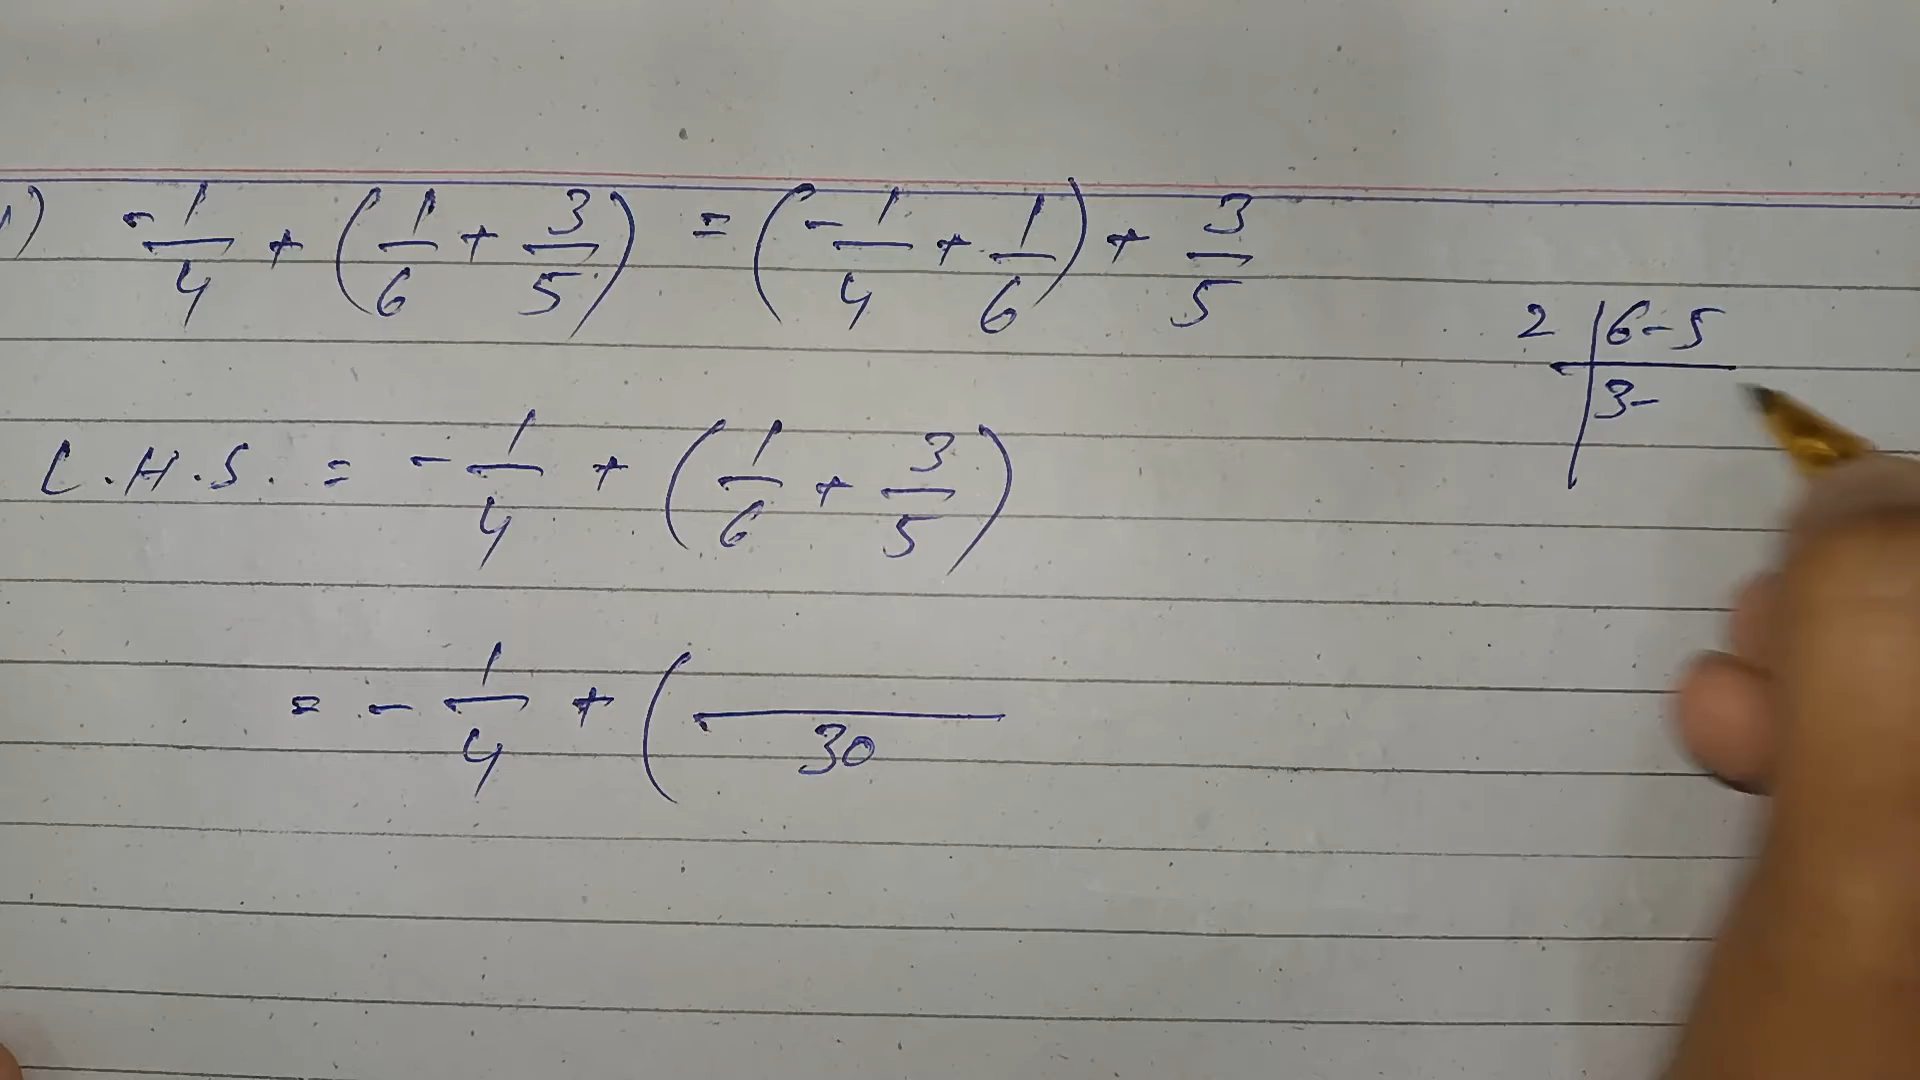 ) -1/4 + (1/6 + 3/5) = (-1/4 + 1/6) + 3/5
2 | 6 - 5
3 -
L.H.S. = -1/4 + (1/6 + 3/5)
= -1/4 + ( /30